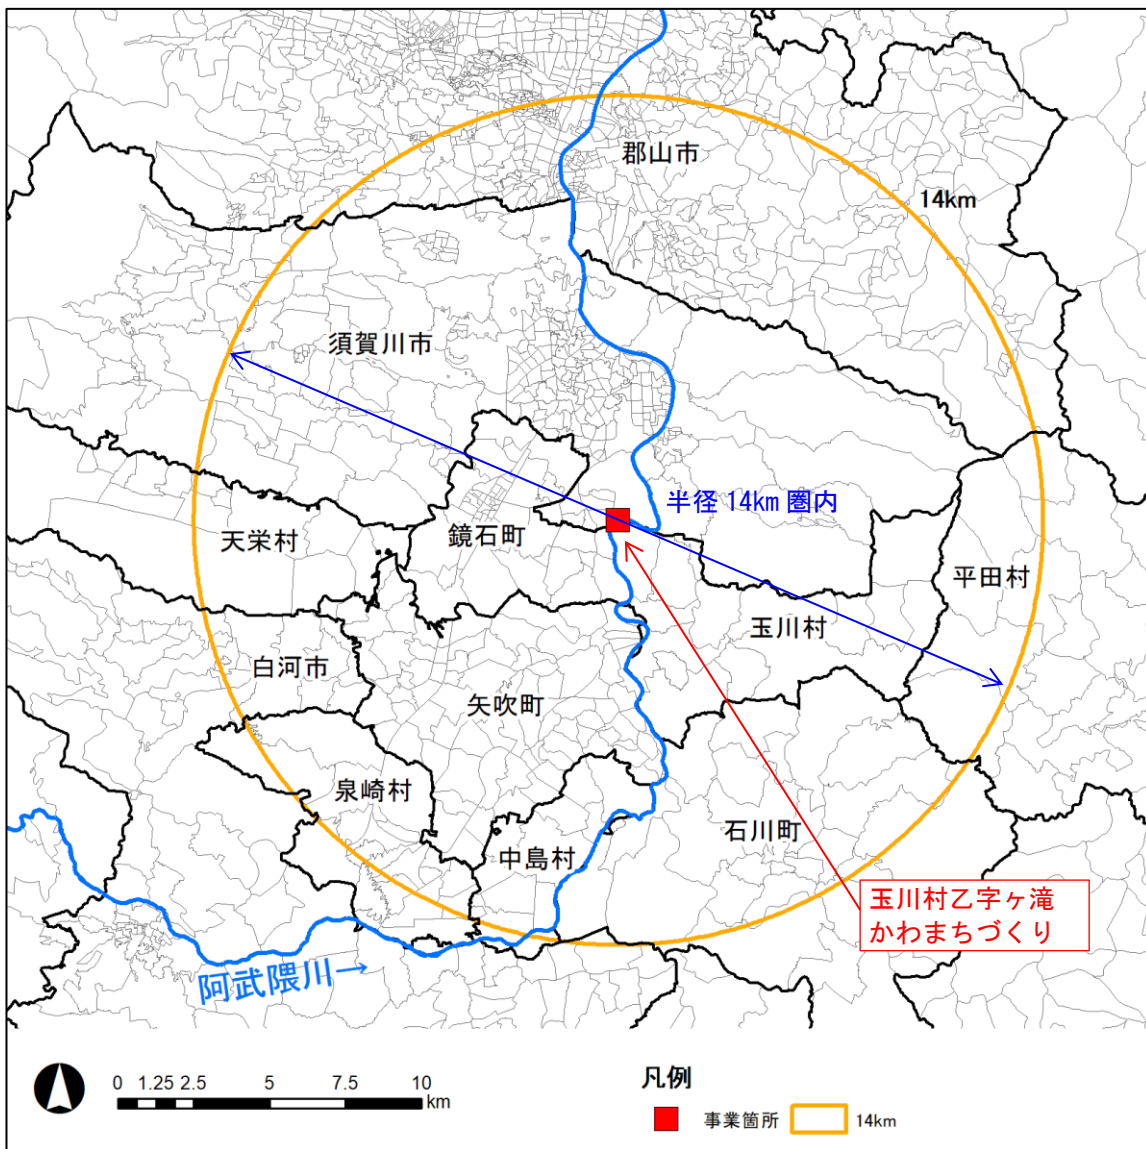 郡山市
14km
須賀川市
半径 14km 圏内
天栄村
鏡石町
平田村
玉川村
白河市
矢吹町
泉崎村
石川町
中島村
玉川村乙字ヶ滝
かわまちづくり
阿武隈川→
0 1.25 2.5 5 7.5 10
km
凡例
事業箇所
14km